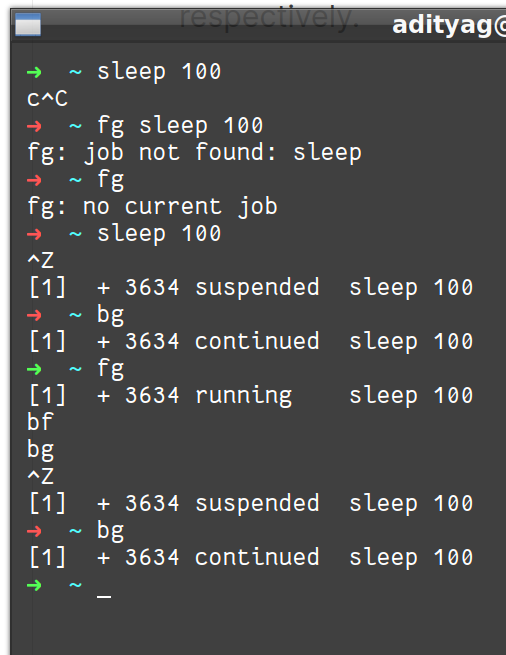 respectively.
adityag@
→ ~ sleep 100
c^C
→ ~ fg sleep 100
fg: job not found: sleep
→ ~ fg
fg: no current job
→ ~ sleep 100
^Z
[1]  + 3634 suspended  sleep 100
→ ~ bg
[1]  + 3634 continued  sleep 100
→ ~ fg
[1]  + 3634 running    sleep 100
bf
bg
^Z
[1]  + 3634 suspended  sleep 100
→ ~ bg
[1]  + 3634 continued  sleep 100
→ ~ _